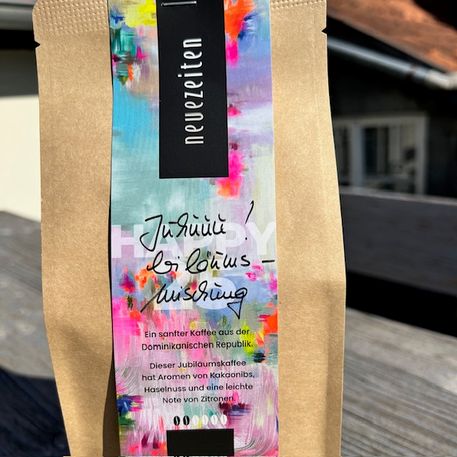 neuezeiten
HAPPY
Juhuuu!
biläums-
mischung
Ein sanfter Kaffee aus der
Dominikanischen Republik.
Dieser Jubiläumskaffee
hat Aromen von Kakaonibs,
Haselnuss und eine leichte
Note von Zitronen.